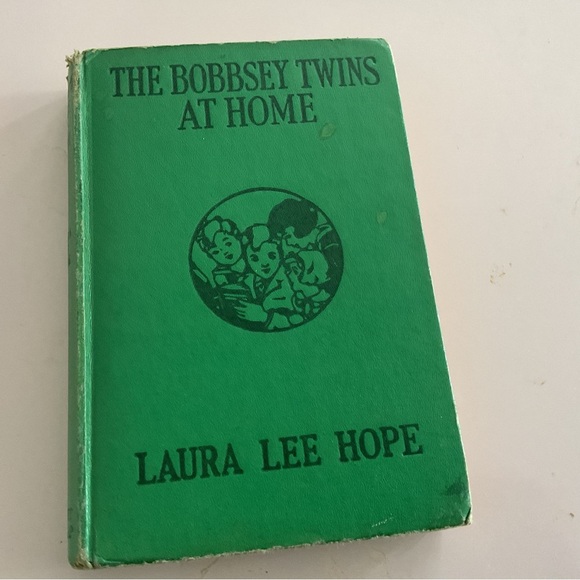 THE BOBBSEY TWINS
AT HOME
LAURA LEE HOPE